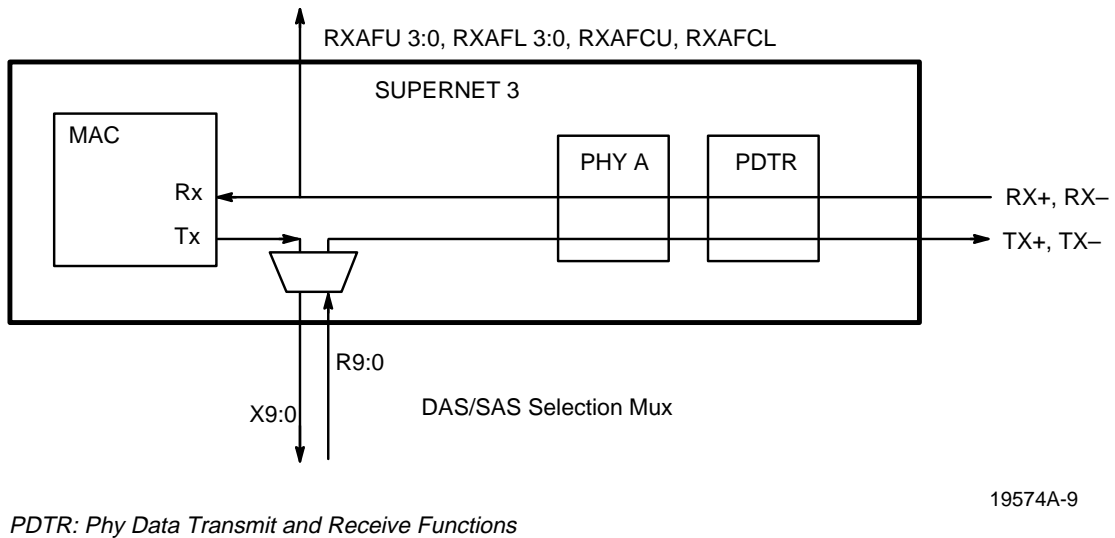 RXAFU 3:0, RXAFL 3:0, RXAFCU, RXAFCL
SUPERNET 3
MAC
PHY A
PDTR
Rx
RX+, RX–
Tx
TX+, TX–
R9:0
X9:0
DAS/SAS Selection Mux
19574A-9
PDTR: Phy Data Transmit and Receive Functions